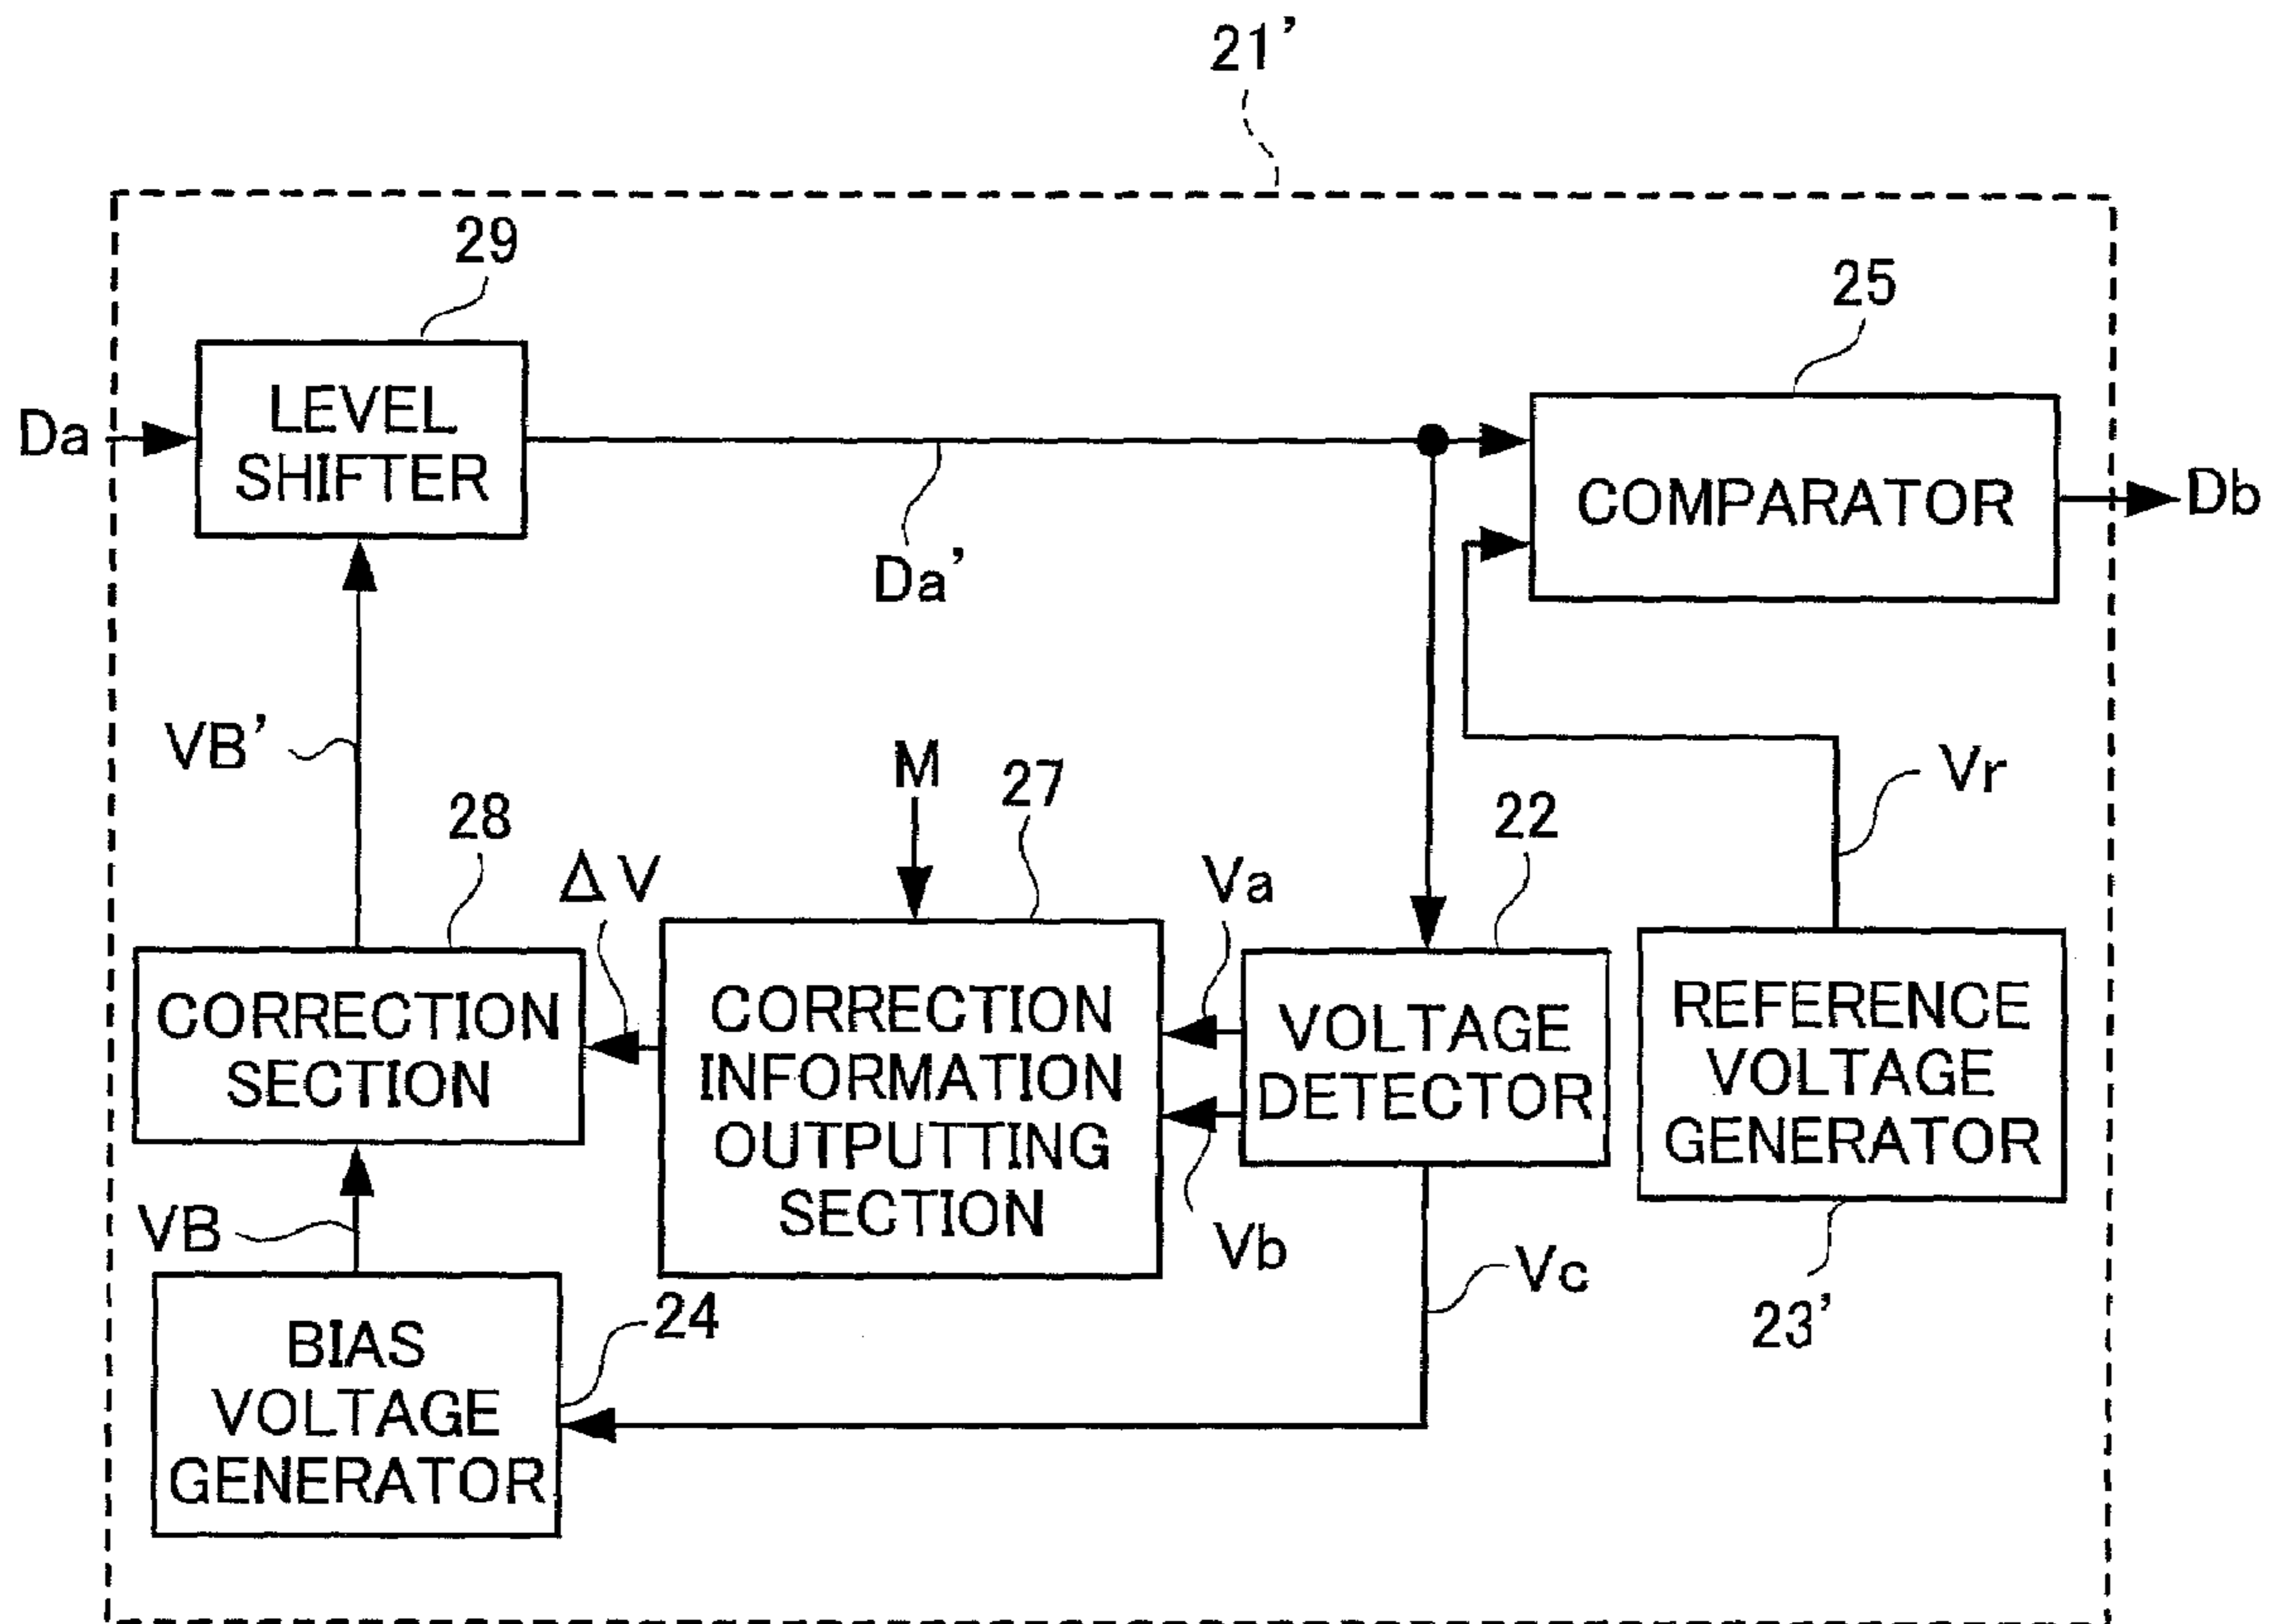 21'
29
25
Da
LEVEL
SHIFTER
COMPARATOR
Db
Da'
VB'
M
27
Vr
28
22
ΔV
Va
CORRECTION
SECTION
CORRECTION
INFORMATION
OUTPUTTING
SECTION
VOLTAGE
DETECTOR
REFERENCE
VOLTAGE
GENERATOR
VB
Vb
Vc
24
23'
BIAS
VOLTAGE
GENERATOR